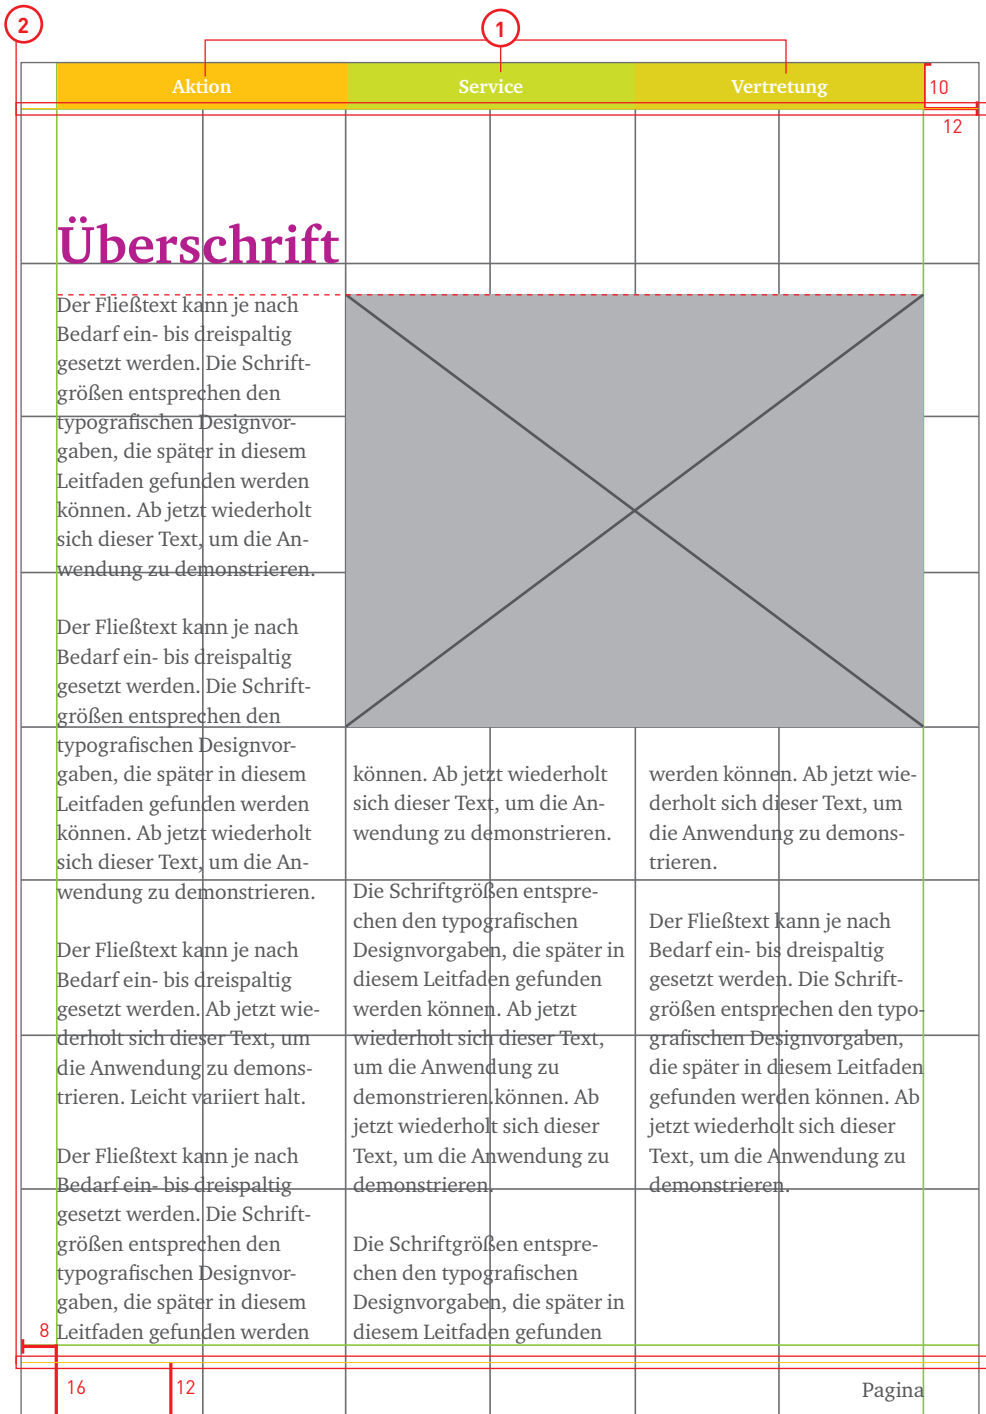 2
1
Aktion
Service
Vertretung
10
12
Überschrift
Der Fließtext kann je nach
Bedarf ein- bis dreispaltig
gesetzt werden. Die Schrift-
größen entsprechen den
typografischen Designvor-
gaben, die später in diesem
Leitfaden gefunden werden
können. Ab jetzt wiederholt
sich dieser Text, um die An-
wendung zu demonstrieren.
Der Fließtext kann je nach
Bedarf ein- bis dreispaltig
gesetzt werden. Die Schrift-
größen entsprechen den
typografischen Designvor-
gaben, die später in diesem
Leitfaden gefunden werden
können. Ab jetzt wiederholt
sich dieser Text, um die An-
wendung zu demonstrieren.
Der Fließtext kann je nach
Bedarf ein- bis dreispaltig
gesetzt werden. Ab jetzt wie-
derholt sich dieser Text, um
die Anwendung zu demons-
trieren. Leicht variiert halt.
Der Fließtext kann je nach
Bedarf ein- bis dreispaltig
gesetzt werden. Die Schrift-
größen entsprechen den
typografischen Designvor-
gaben, die später in diesem
Leitfaden gefunden werden
können. Ab jetzt wiederholt
sich dieser Text, um die An-
wendung zu demonstrieren.
Die Schriftgrößen entspre-
chen den typografischen
Designvorgaben, die später in
diesem Leitfaden gefunden
werden können. Ab jetzt
wiederholt sich dieser Text,
um die Anwendung zu
demonstrieren.können. Ab
jetzt wiederholt sich dieser
Text, um die Anwendung zu
demonstrieren.
Die Schriftgrößen entspre-
chen den typografischen
Designvorgaben, die später in
diesem Leitfaden gefunden
werden können. Ab jetzt wie-
derholt sich dieser Text, um
die Anwendung zu demons-
trieren.
Der Fließtext kann je nach
Bedarf ein- bis dreispaltig
gesetzt werden. Die Schrift-
größen entsprechen den typo-
grafischen Designvorgaben,
die später in diesem Leitfaden
gefunden werden können. Ab
jetzt wiederholt sich dieser
Text, um die Anwendung zu
demonstrieren.
8
16
12
Pagina